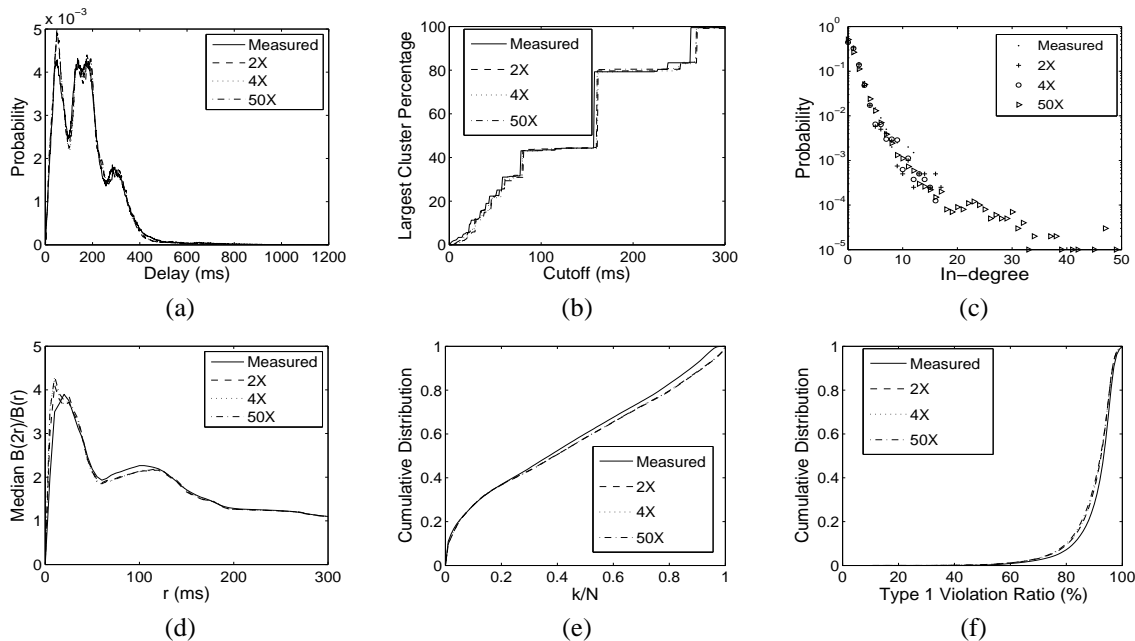 x 10⁻³
5
4
3
2
1
0
Probability
0 200 400 600 800 1000 1200
Delay (ms)
Measured
2X
4X
50X
(a)
100
80
60
40
20
0
Largest Cluster Percentage
0 100 200 300
Cutoff (ms)
Measured
2X
4X
50X
(b)
10⁰
10⁻¹
10⁻²
10⁻³
10⁻⁴
10⁻⁵
Probability
0 10 20 30 40 50
In−degree
Measured
2X
4X
50X
(c)
5
4
3
2
1
0
Median B(2r)/B(r)
0 100 200 300
r (ms)
Measured
2X
4X
50X
(d)
1
0.8
0.6
0.4
0.2
0
Cumulative Distribution
0 0.2 0.4 0.6 0.8 1
k/N
Measured
2X
4X
50X
(e)
1
0.8
0.6
0.4
0.2
0
Cumulative Distribution
0 20 40 60 80 100
Type 1 Violation Ratio (%)
Measured
2X
4X
50X
(f)